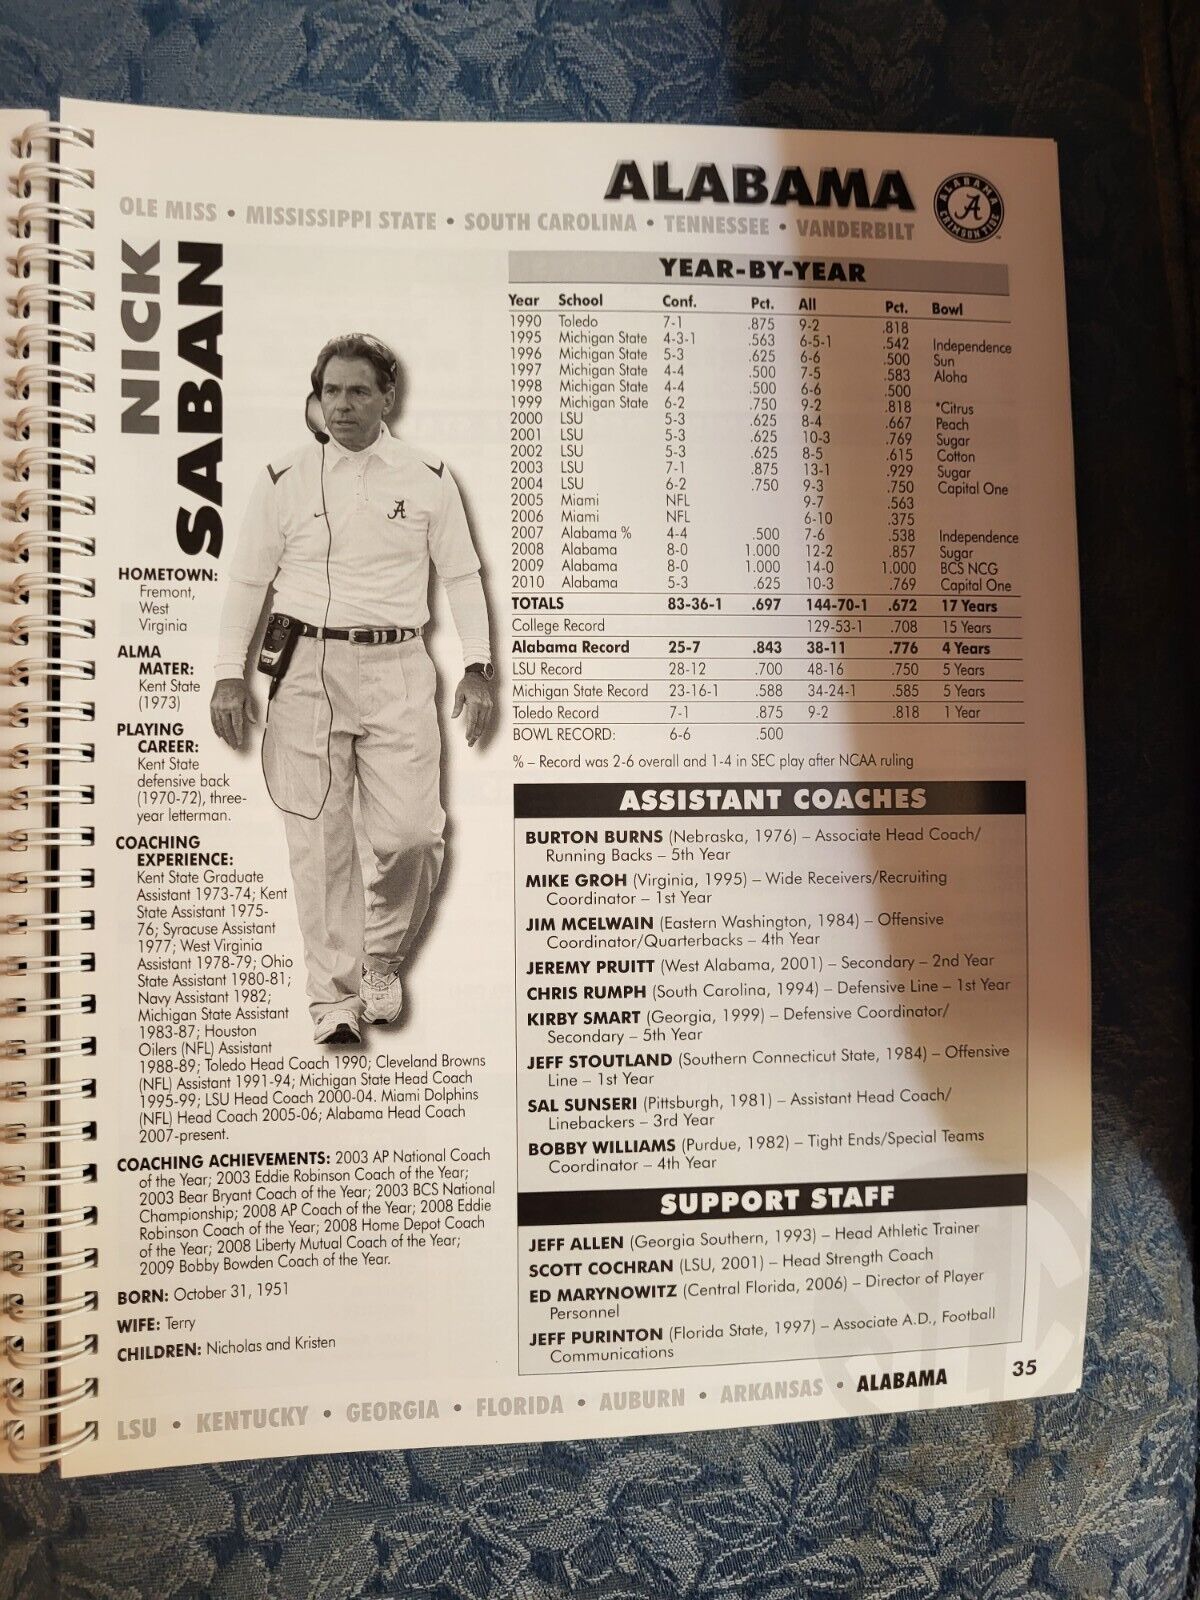 ALABAMA
ALABAMA
A
CRIMSON TIDE
OLE MISS • MISSISSIPPI STATE • SOUTH CAROLINA • TENNESSEE • VANDERBILT
NICK
SABAN
HOMETOWN:
Fremont,
West
Virginia
ALMA
MATER:
Kent State
(1973)
PLAYING
CAREER:
Kent State
defensive back
(1970-72), three-
year letterman.
COACHING
EXPERIENCE:
Kent State Graduate
Assistant 1973-74; Kent
State Assistant 1975-
76; Syracuse Assistant
1977; West Virginia
Assistant 1978-79; Ohio
State Assistant 1980-81;
Navy Assistant 1982;
Michigan State Assistant
1983-87; Houston
Oilers (NFL) Assistant
1988-89; Toledo Head Coach 1990; Cleveland Browns
(NFL) Assistant 1991-94; Michigan State Head Coach
1995-99; LSU Head Coach 2000-04. Miami Dolphins
(NFL) Head Coach 2005-06; Alabama Head Coach
2007-present.
COACHING ACHIEVEMENTS: 2003 AP National Coach
of the Year; 2003 Eddie Robinson Coach of the Year;
2003 Bear Bryant Coach of the Year; 2003 BCS National
Championship; 2008 AP Coach of the Year; 2008 Eddie
Robinson Coach of the Year; 2008 Home Depot Coach
of the Year; 2008 Liberty Mutual Coach of the Year;
2009 Bobby Bowden Coach of the Year.
BORN: October 31, 1951
WIFE: Terry
CHILDREN: Nicholas and Kristen
YEAR-BY-YEAR
Year School Conf. Pct. All Pct. Bowl
1990 Toledo 7-1 .875 9-2 .818
1995 Michigan State 4-3-1 .563 6-5-1 .542 Independence
1996 Michigan State 5-3 .625 6-6 .500 Sun
1997 Michigan State 4-4 .500 7-5 .583 Aloha
1998 Michigan State 4-4 .500 6-6 .500
1999 Michigan State 6-2 .750 9-2 .818 *Citrus
2000 LSU 5-3 .625 8-4 .667 Peach
2001 LSU 5-3 .625 10-3 .769 Sugar
2002 LSU 5-3 .625 8-5 .615 Cotton
2003 LSU 7-1 .875 13-1 .929 Sugar
2004 LSU 6-2 .750 9-3 .750 Capital One
2005 Miami NFL 9-7 .563
2006 Miami NFL 6-10 .375
2007 Alabama % 4-4 .500 7-6 .538 Independence
2008 Alabama 8-0 1.000 12-2 .857 Sugar
2009 Alabama 8-0 1.000 14-0 1.000 BCS NCG
2010 Alabama 5-3 .625 10-3 .769 Capital One
TOTALS 83-36-1 .697 144-70-1 .672 17 Years
College Record 129-53-1 .708 15 Years
Alabama Record 25-7 .843 38-11 .776 4 Years
LSU Record 28-12 .700 48-16 .750 5 Years
Michigan State Record 23-16-1 .588 34-24-1 .585 5 Years
Toledo Record 7-1 .875 9-2 .818 1 Year
BOWL RECORD: 6-6 .500
% – Record was 2-6 overall and 1-4 in SEC play after NCAA ruling
ASSISTANT COACHES
BURTON BURNS (Nebraska, 1976) – Associate Head Coach/
Running Backs – 5th Year
MIKE GROH (Virginia, 1995) – Wide Receivers/Recruiting
Coordinator – 1st Year
JIM MCELWAIN (Eastern Washington, 1984) – Offensive
Coordinator/Quarterbacks – 4th Year
JEREMY PRUITT (West Alabama, 2001) – Secondary – 2nd Year
CHRIS RUMPH (South Carolina, 1994) – Defensive Line – 1st Year
KIRBY SMART (Georgia, 1999) – Defensive Coordinator/
Secondary – 5th Year
JEFF STOUTLAND (Southern Connecticut State, 1984) – Offensive
Line – 1st Year
SAL SUNSERI (Pittsburgh, 1981) – Assistant Head Coach/
Linebackers – 3rd Year
BOBBY WILLIAMS (Purdue, 1982) – Tight Ends/Special Teams
Coordinator – 4th Year
SUPPORT STAFF
JEFF ALLEN (Georgia Southern, 1993) – Head Athletic Trainer
SCOTT COCHRAN (LSU, 2001) – Head Strength Coach
ED MARYNOWITZ (Central Florida, 2006) – Director of Player
Personnel
JEFF PURINTON (Florida State, 1997) – Associate A.D., Football
Communications
LSU • KENTUCKY • GEORGIA • FLORIDA • AUBURN • ARKANSAS • ALABAMA
35